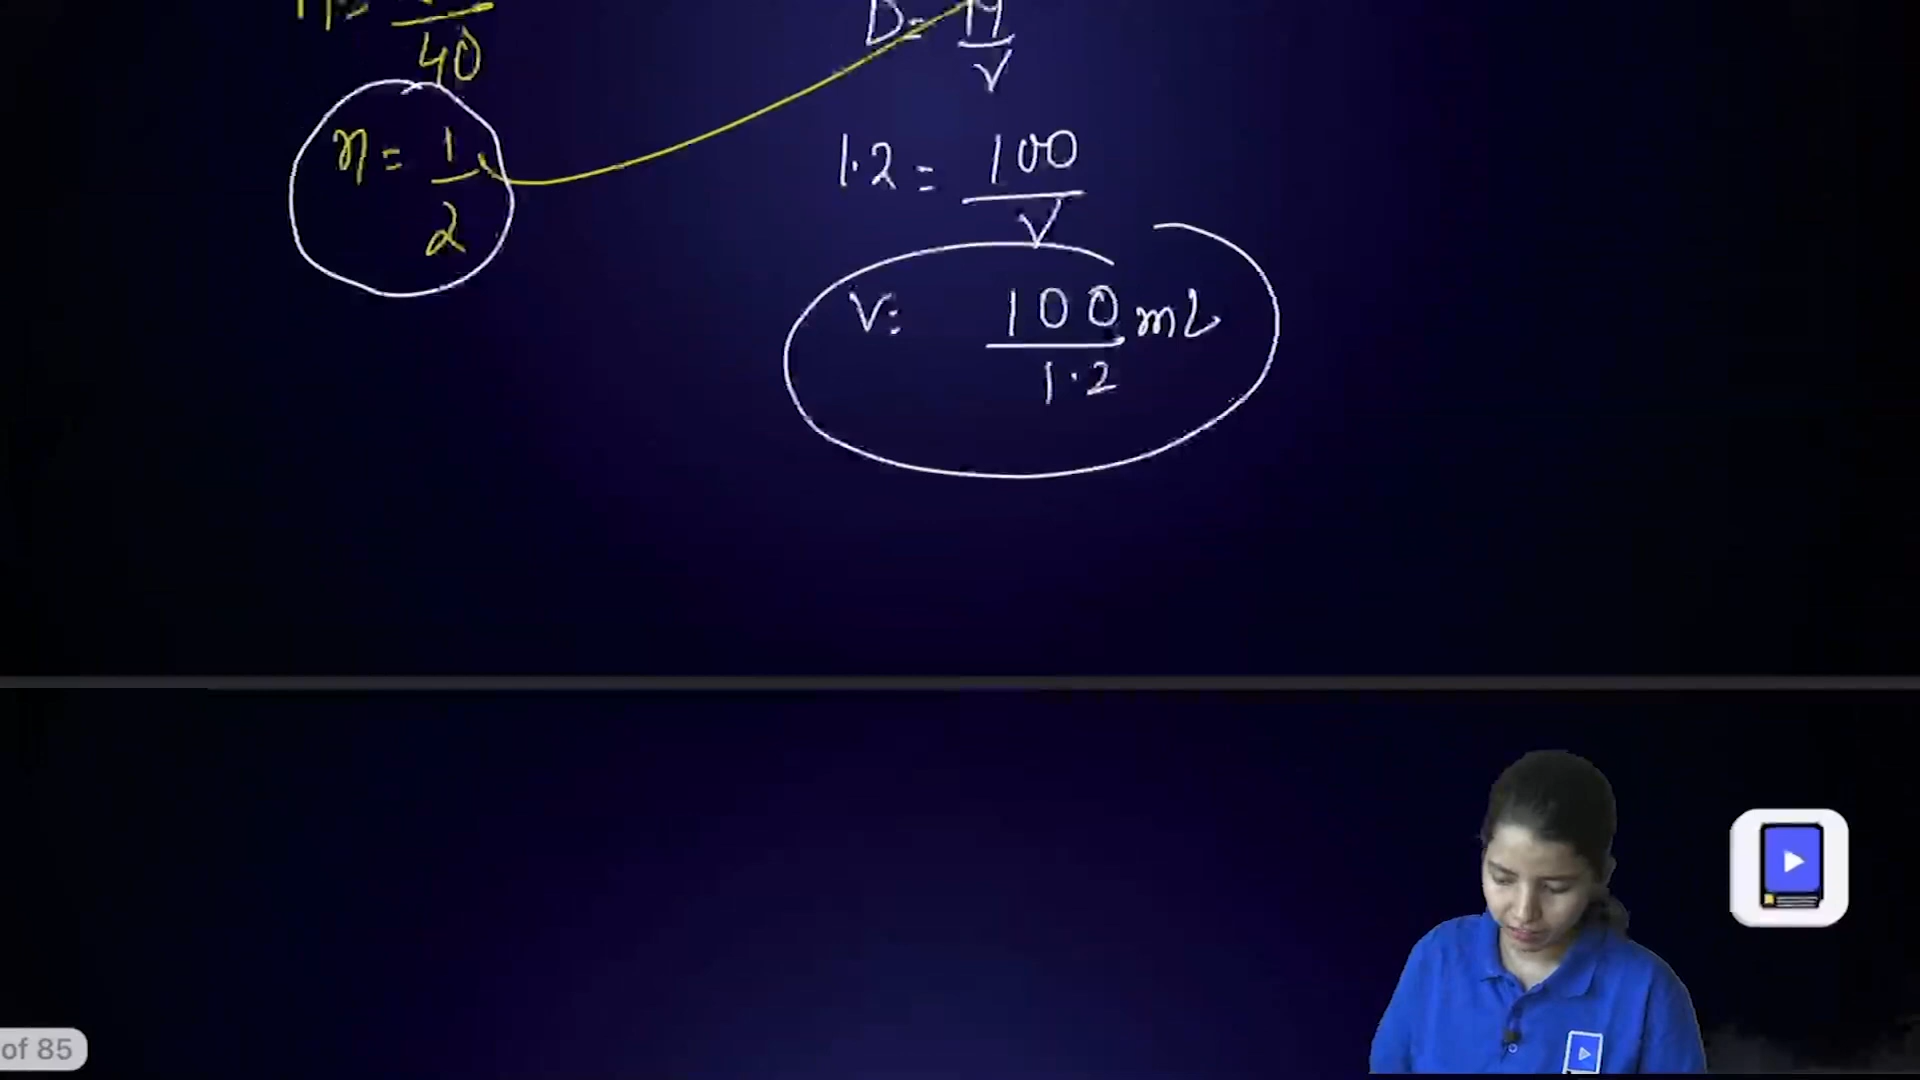 40
n = 1/2
D = M/V
1.2 = 100/V
V = 100/1.2 mL
of 85